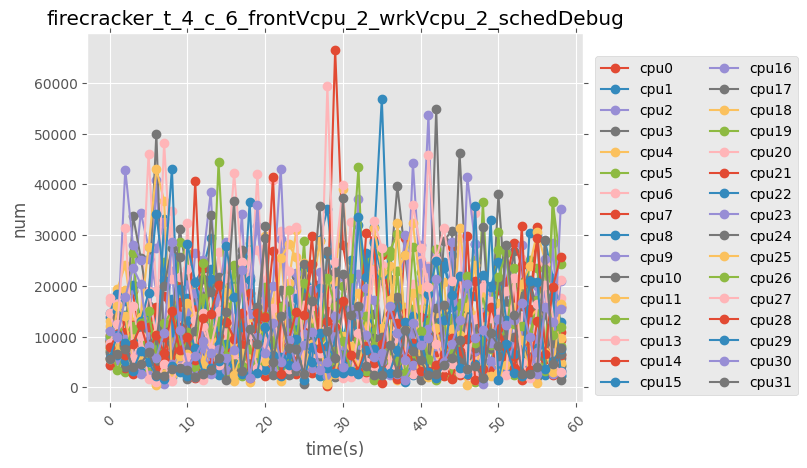 firecracker_t_4_c_6_frontVcpu_2_wrkVcpu_2_schedDebug
num
60000
50000
40000
30000
20000
10000
0
0
10
20
30
40
50
60
time(s)
cpu0
cpu1
cpu2
cpu3
cpu4
cpu5
cpu6
cpu7
cpu8
cpu9
cpu10
cpu11
cpu12
cpu13
cpu14
cpu15
cpu16
cpu17
cpu18
cpu19
cpu20
cpu21
cpu22
cpu23
cpu24
cpu25
cpu26
cpu27
cpu28
cpu29
cpu30
cpu31